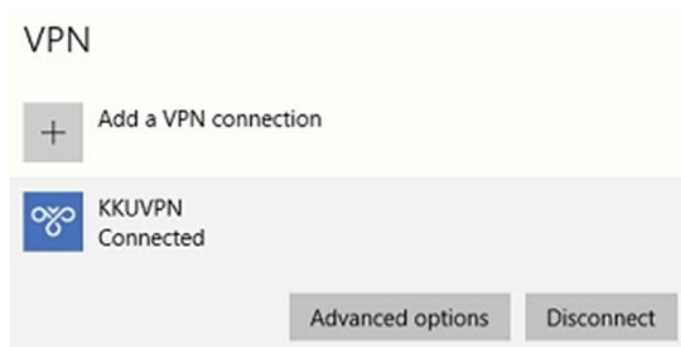 VPN
Add a VPN connection
KKUVPN
Connected
Advanced options
Disconnect